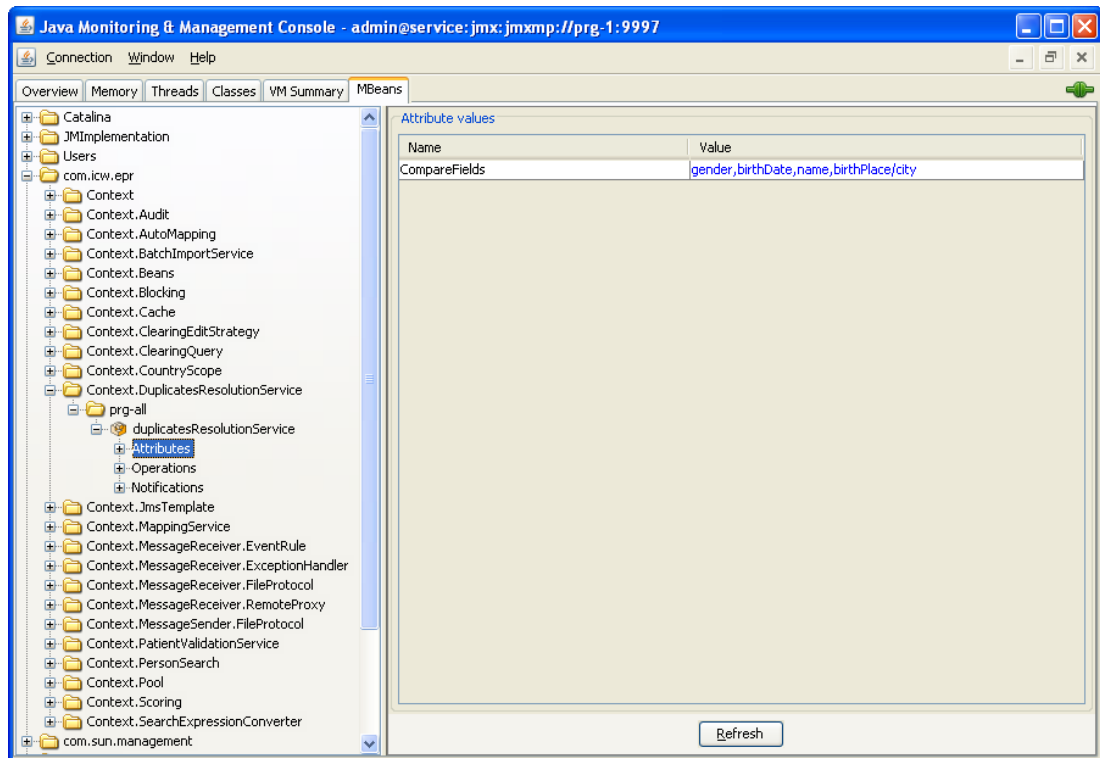 Java Monitoring & Management Console - admin@service:jmx:jmxmp://prg-1:9997
Connection Window Help
Overview Memory Threads Classes VM Summary MBeans
Catalina
JMImplementation
Users
com.icw.epr
Context
Context.Audit
Context.AutoMapping
Context.BatchImportService
Context.Beans
Context.Blocking
Context.Cache
Context.ClearingEditStrategy
Context.ClearingQuery
Context.CountryScope
Context.DuplicatesResolutionService
prg-all
duplicatesResolutionService
Attributes
Operations
Notifications
Context.JmsTemplate
Context.MappingService
Context.MessageReceiver.EventRule
Context.MessageReceiver.ExceptionHandler
Context.MessageReceiver.FileProtocol
Context.MessageReceiver.RemoteProxy
Context.MessageSender.FileProtocol
Context.PatientValidationService
Context.PersonSearch
Context.Pool
Context.Scoring
Context.SearchExpressionConverter
com.sun.management
Attribute values
Name Value
CompareFields gender,birthDate,name,birthPlace/city
Refresh